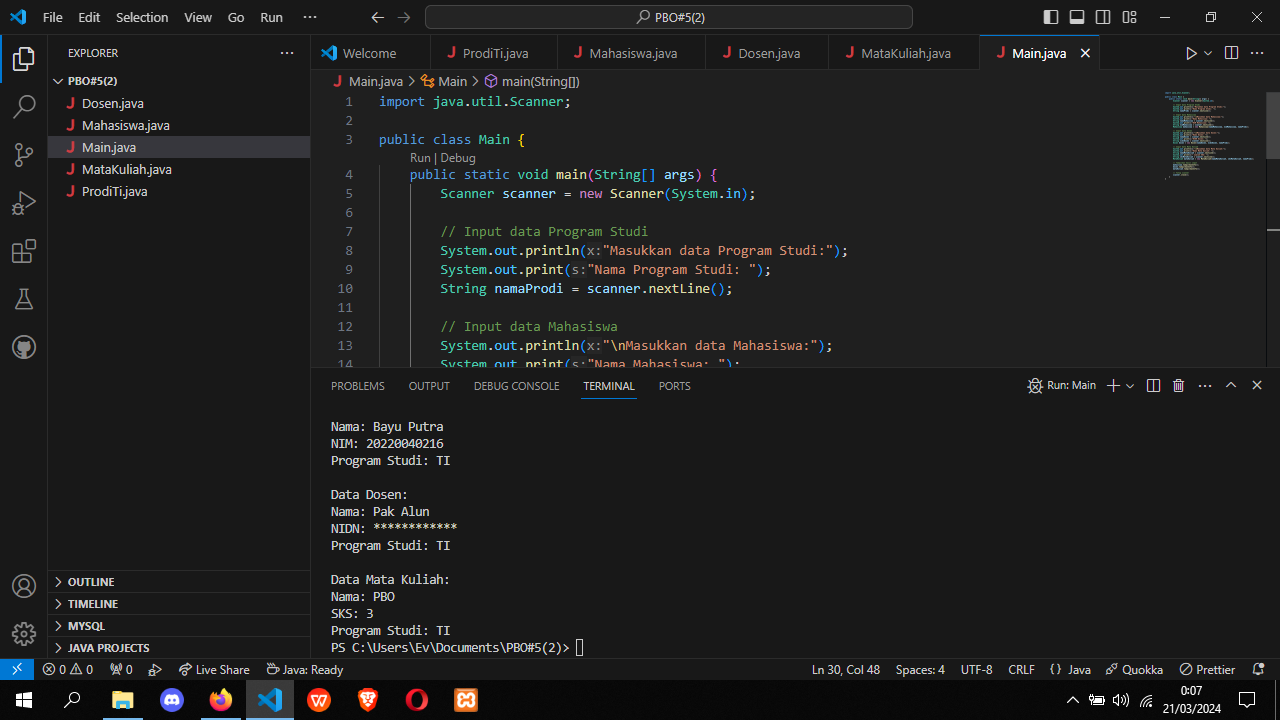 File Edit Selection View Go Run ··· PBO#5(2)
EXPLORER ···
PBO#5(2)
Dosen.java
Mahasiswa.java
Main.java
MataKuliah.java
ProdiTi.java
OUTLINE
TIMELINE
MYSQL
JAVA PROJECTS
Welcome ProdiTi.java Mahasiswa.java Dosen.java MataKuliah.java Main.java
Main.java > Main > main(String[])
1 import java.util.Scanner;
2
3 public class Main {
Run | Debug
4 public static void main(String[] args) {
5 Scanner scanner = new Scanner(System.in);
6
7 // Input data Program Studi
8 System.out.println(x:"Masukkan data Program Studi:");
9 System.out.print(s:"Nama Program Studi: ");
10 String namaProdi = scanner.nextLine();
11
12 // Input data Mahasiswa
13 System.out.println(x:"\nMasukkan data Mahasiswa:");
14 System.out.print(s:"Nama Mahasiswa: ");
PROBLEMS OUTPUT DEBUG CONSOLE TERMINAL PORTS Run: Main
Nama: Bayu Putra
NIM: 20220040216
Program Studi: TI
Data Dosen:
Nama: Pak Alun
NIDN: ************
Program Studi: TI
Data Mata Kuliah:
Nama: PBO
SKS: 3
Program Studi: TI
PS C:\Users\Ev\Documents\PBO#5(2)>
0 0 0 Live Share Java: Ready Ln 30, Col 48 Spaces: 4 UTF-8 CRLF {} Java Quokka Prettier
0:07
21/03/2024